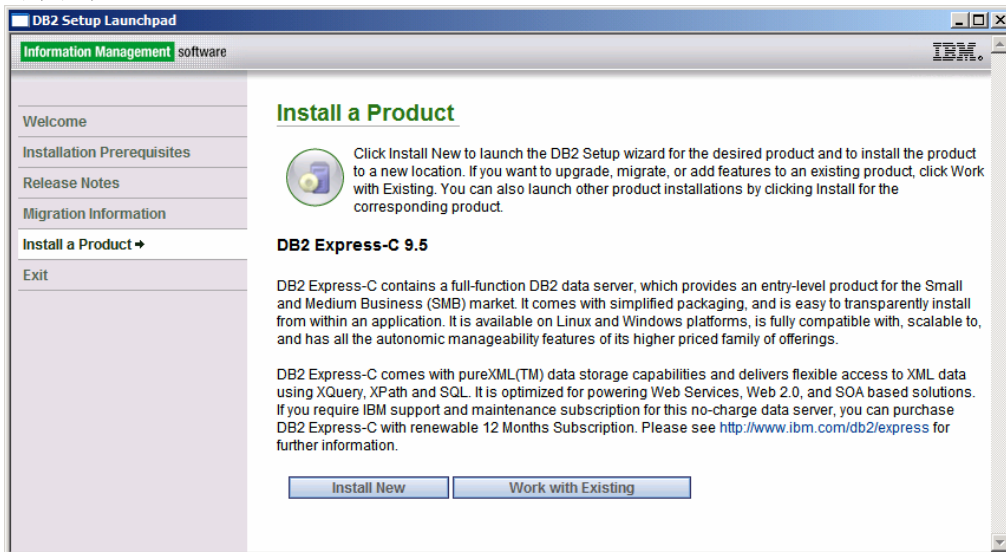 DB2 Setup Launchpad
Information Management software
IBM.
Welcome
Installation Prerequisites
Release Notes
Migration Information
Install a Product
Exit
Install a Product
Click Install New to launch the DB2 Setup wizard for the desired product and to install the product
to a new location. If you want to upgrade, migrate, or add features to an existing product, click Work
with Existing. You can also launch other product installations by clicking Install for the
corresponding product.
DB2 Express-C 9.5
DB2 Express-C contains a full-function DB2 data server, which provides an entry-level product for the Small
and Medium Business (SMB) market. It comes with simplified packaging, and is easy to transparently install
from within an application. It is available on Linux and Windows platforms, is fully compatible with, scalable to,
and has all the autonomic manageability features of its higher priced family of offerings.
DB2 Express-C comes with pureXML(TM) data storage capabilities and delivers flexible access to XML data
using XQuery, XPath and SQL. It is optimized for powering Web Services, Web 2.0, and SOA based solutions.
If you require IBM support and maintenance subscription for this no-charge data server, you can purchase
DB2 Express-C with renewable 12 Months Subscription. Please see http://www.ibm.com/db2/express for
further information.
Install New
Work with Existing